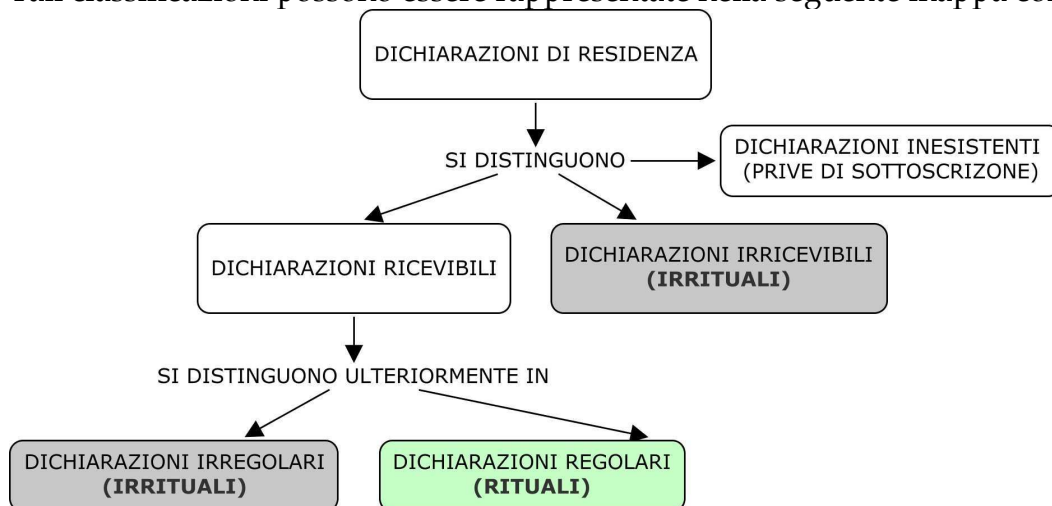 DICHIARAZIONI DI RESIDENZA
SI DISTINGUONO
DICHIARAZIONI INESISTENTI
(PRIVE DI SOTTOSCRIZONE)
DICHIARAZIONI RICEVIBILI
DICHIARAZIONI IRRICEVIBILI
(IRRITUALI)
SI DISTINGUONO ULTERIORMENTE IN
DICHIARAZIONI IRREGOLARI
(IRRITUALI)
DICHIARAZIONI REGOLARI
(RITUALI)